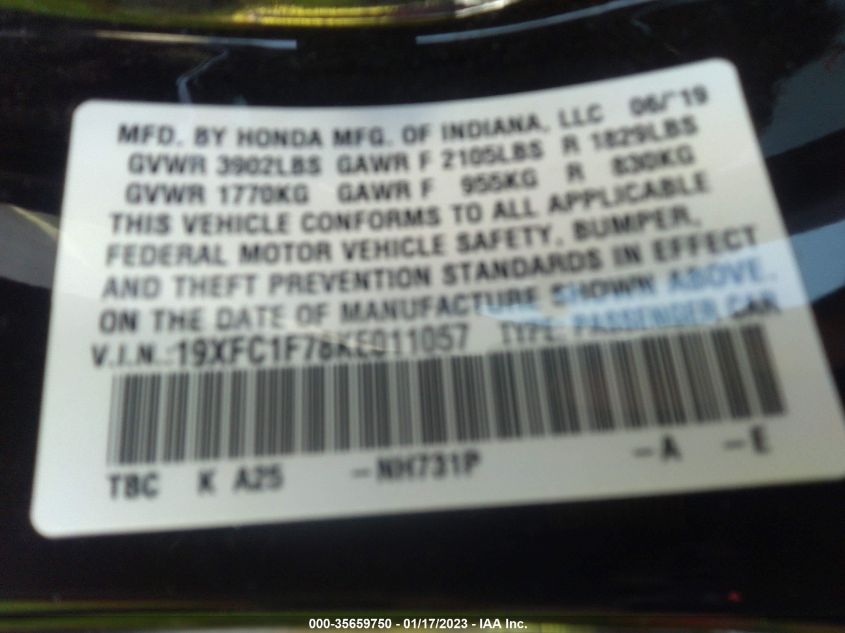 MFD. BY HONDA MFG. OF INDIANA, LLC 06/19
GVWR 3902LBS GAWR F 2105LBS R 1829LBS
GVWR 1770KG GAWR F 955KG R 830KG
THIS VEHICLE CONFORMS TO ALL APPLICABLE
FEDERAL MOTOR VEHICLE SAFETY, BUMPER,
AND THEFT PREVENTION STANDARDS IN EFFECT
ON THE DATE OF MANUFACTURE SHOWN ABOVE.
V.I.N.:19XFC1F78KE011057 TYPE: PASSENGER CAR
TBC K A25 -NH731P -A -E
000-35659750 - 01/17/2023 - IAA Inc.